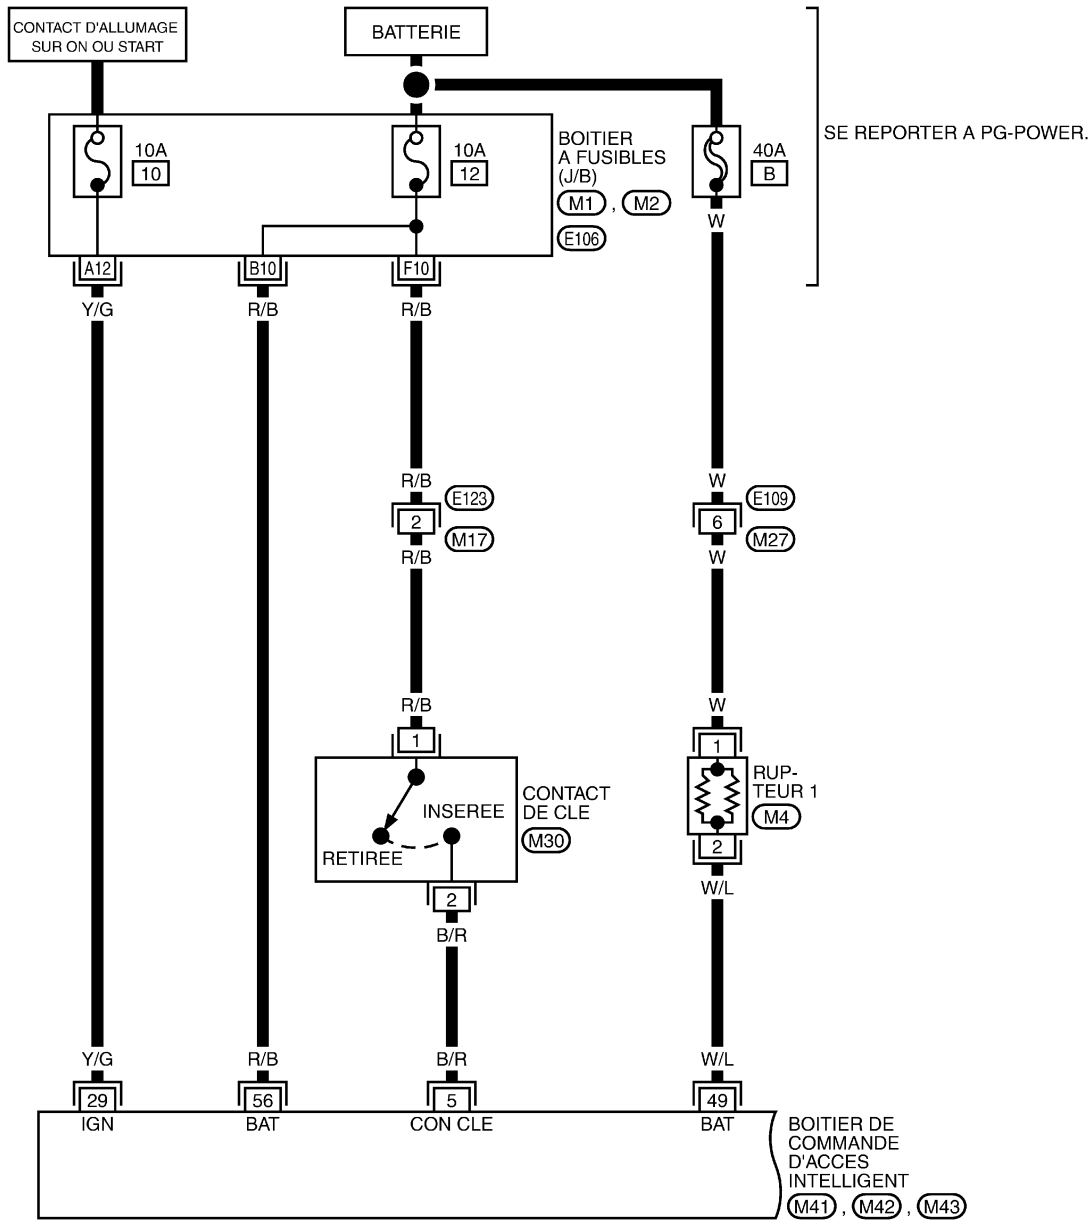 CONTACT D'ALLUMAGE
SUR ON OU START
BATTERIE
SE REPORTER A PG-POWER.
10A
10
10A
12
BOITIER
A FUSIBLES
(J/B)
M1 , M2
E106
40A
B
W
A12
B10
F10
Y/G
R/B
R/B
R/B
W
E123
E109
2
6
M17
M27
R/B
W
R/B
W
1
1
CONTACT
DE CLE
M30
INSEREE
RETIREE
RUP-
TEUR 1
M4
2
2
W/L
B/R
Y/G
R/B
B/R
W/L
29
56
5
49
IGN
BAT
CON CLE
BAT
BOITIER DE
COMMANDE
D'ACCES
INTELLIGENT
M41 , M42 , M43